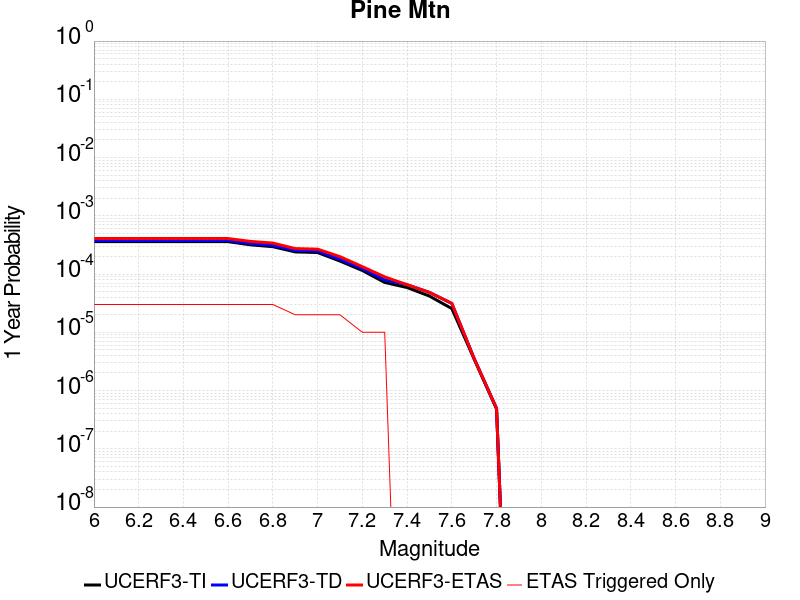 Pine Mtn
10^0
10^-1
10^-2
10^-3
10^-4
10^-5
10^-6
10^-7
10^-8
1 Year Probability
6 6.2 6.4 6.6 6.8 7 7.2 7.4 7.6 7.8 8 8.2 8.4 8.6 8.8 9
Magnitude
UCERF3-TI UCERF3-TD UCERF3-ETAS ETAS Triggered Only